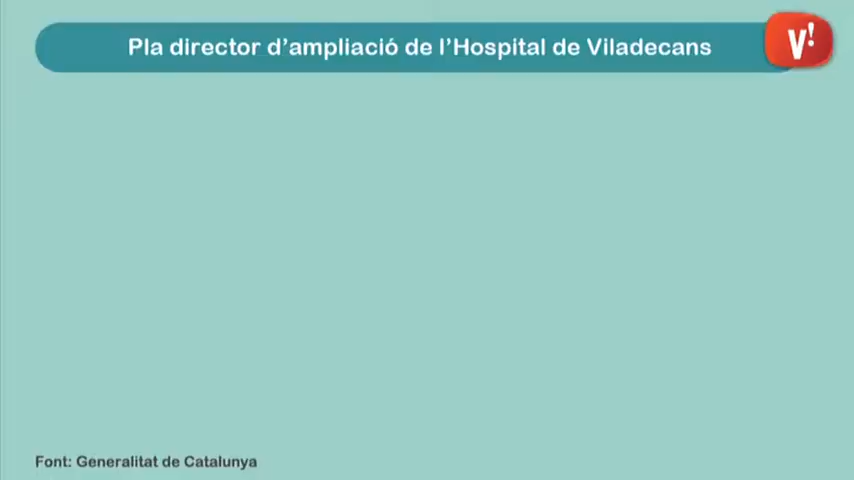 Pla director d’ampliació de l’Hospital de Viladecans
V!
Font: Generalitat de Catalunya